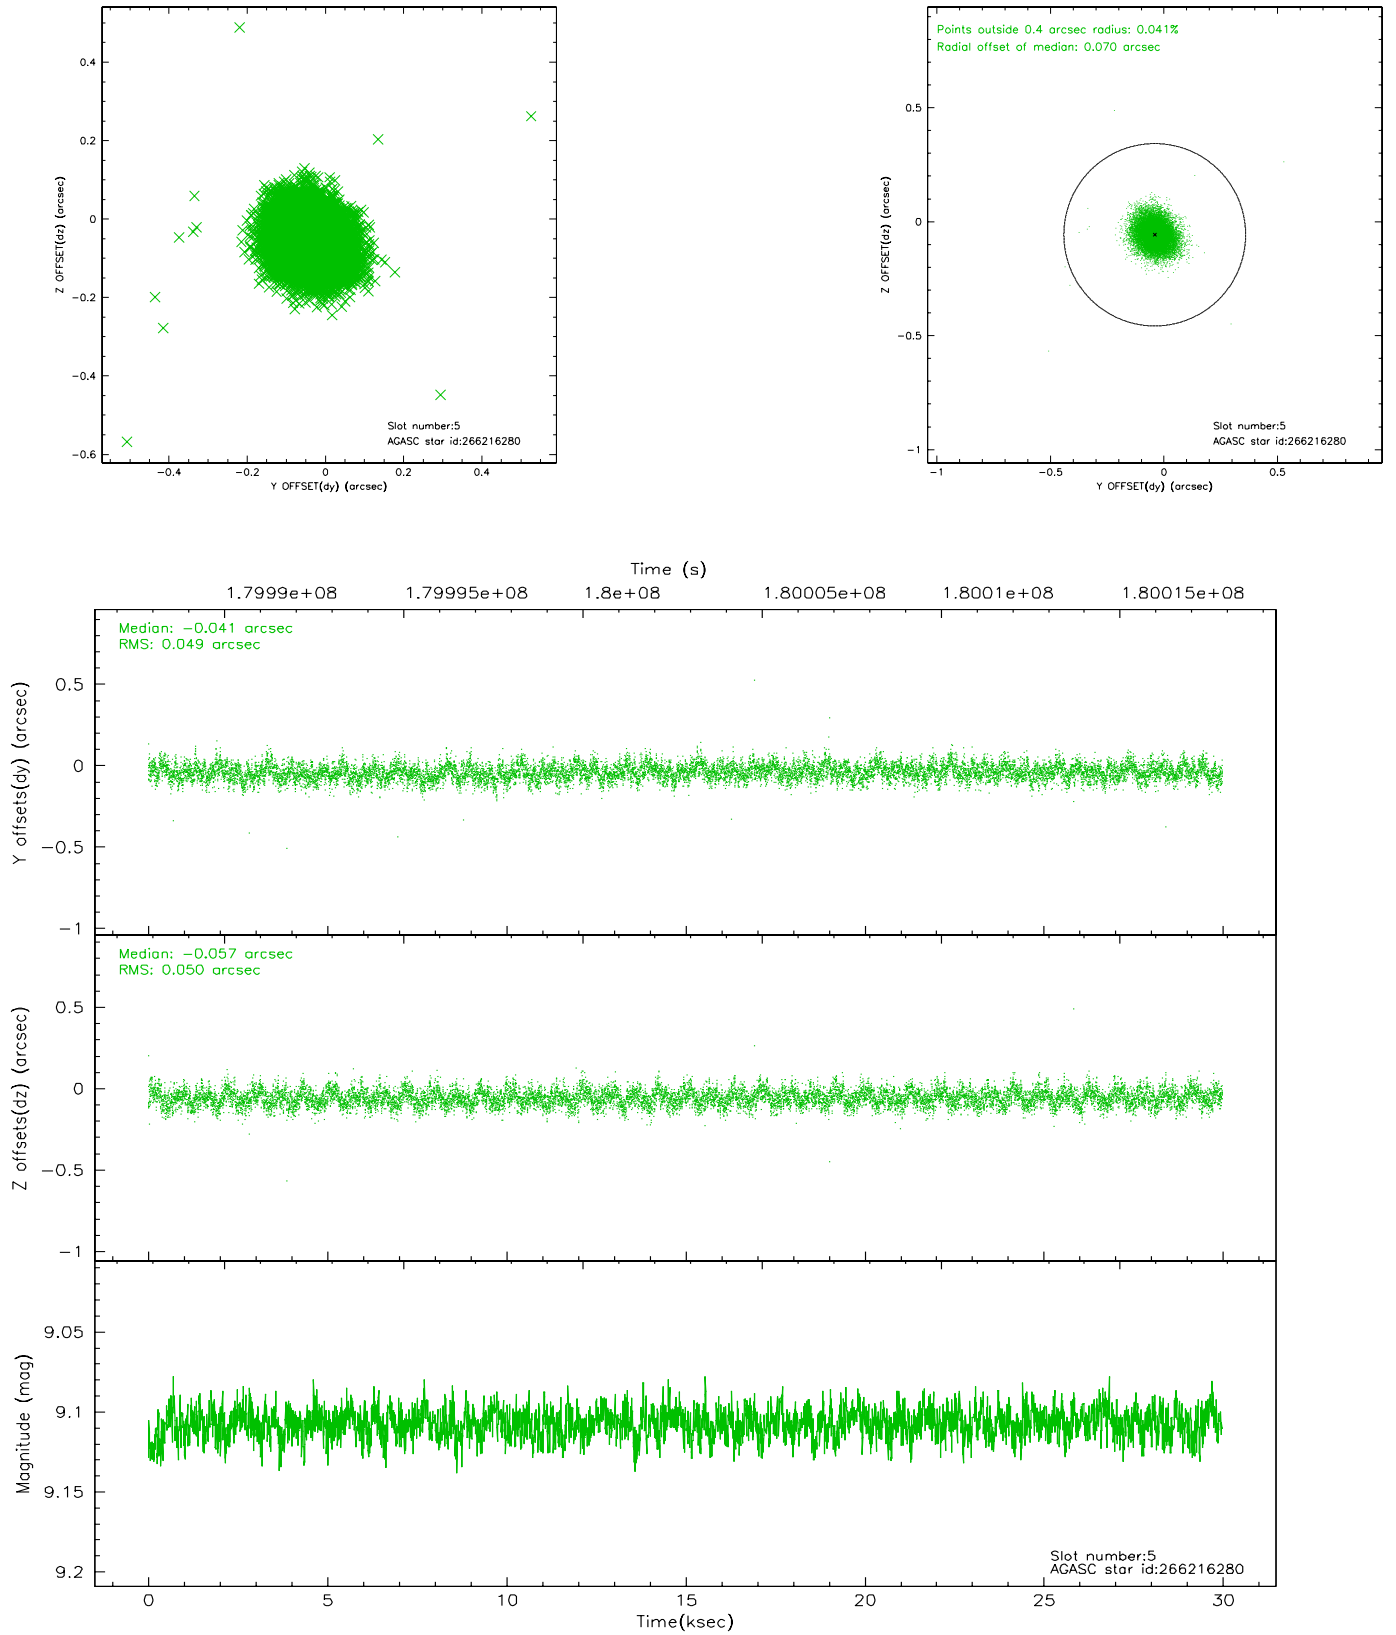 0.4
0.2
0
−0.2
−0.4
−0.6
Z OFFSET(dz) (arcsec)
Slot number:5
AGASC star id:266216280
−0.4 −0.2 0 0.2 0.4
Y OFFSET(dy) (arcsec)
Points outside 0.4 arcsec radius: 0.041%
Radial offset of median: 0.070 arcsec
0.5
0
−0.5
−1
Z OFFSET(dz) (arcsec)
Slot number:5
AGASC star id:266216280
−1 −0.5 0 0.5
Y OFFSET(dy) (arcsec)
Time (s)
1.7999e+08 1.79995e+08 1.8e+08 1.80005e+08 1.8001e+08 1.80015e+08
Median: −0.041 arcsec
RMS: 0.049 arcsec
0.5
0
−0.5
−1
Y offsets(dy) (arcsec)
Median: −0.057 arcsec
RMS: 0.050 arcsec
0.5
0
−0.5
−1
Z offsets(dz) (arcsec)
9.05
9.1
9.15
9.2
Magnitude (mag)
Slot number:5
AGASC star id:266216280
0 5 10 15 20 25 30
Time(ksec)